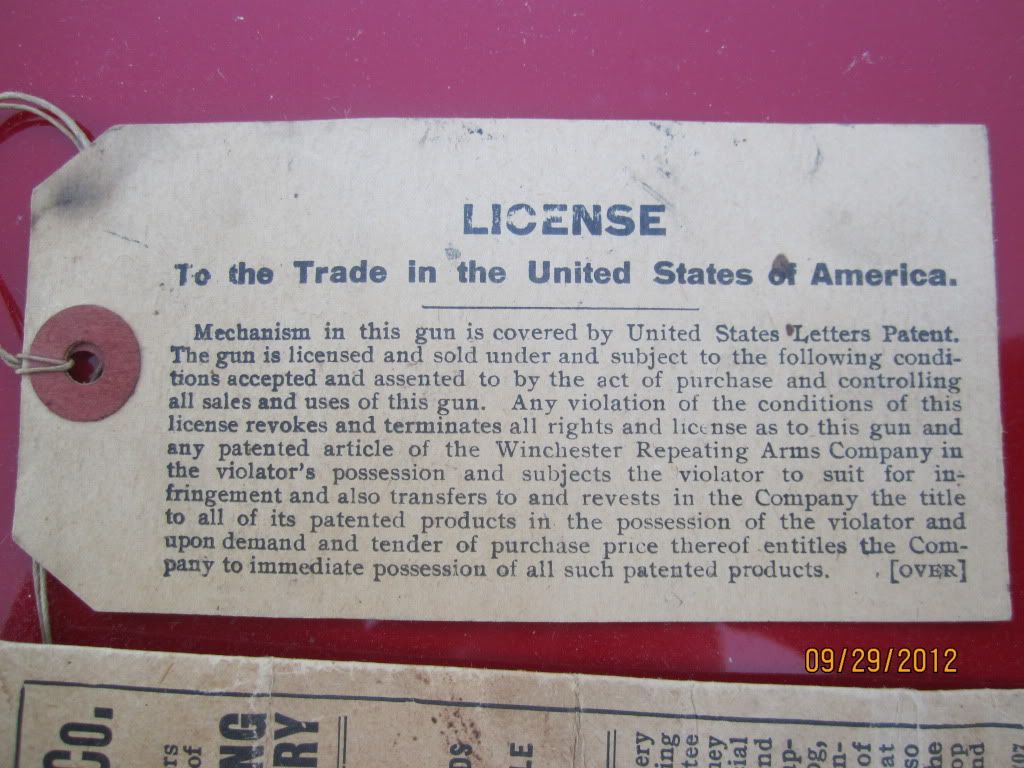 LICENSE
To the Trade in the United States of America.
Mechanism in this gun is covered by United States Letters Patent.
The gun is licensed and sold under and subject to the following condi-
tions accepted and assented to by the act of purchase and controlling
all sales and uses of this gun. Any violation of the conditions of this
license revokes and terminates all rights and license as to this gun and
any patented article of the Winchester Repeating Arms Company in
the violator's possession and subjects the violator to suit for in-
fringement and also transfers to and revests in the Company the title
to all of its patented products in the possession of the violator and
upon demand and tender of purchase price thereof entitles the Com-
pany to immediate possession of all such patented products. [OVER]
09/29/2012
Co.
of
NG
RY